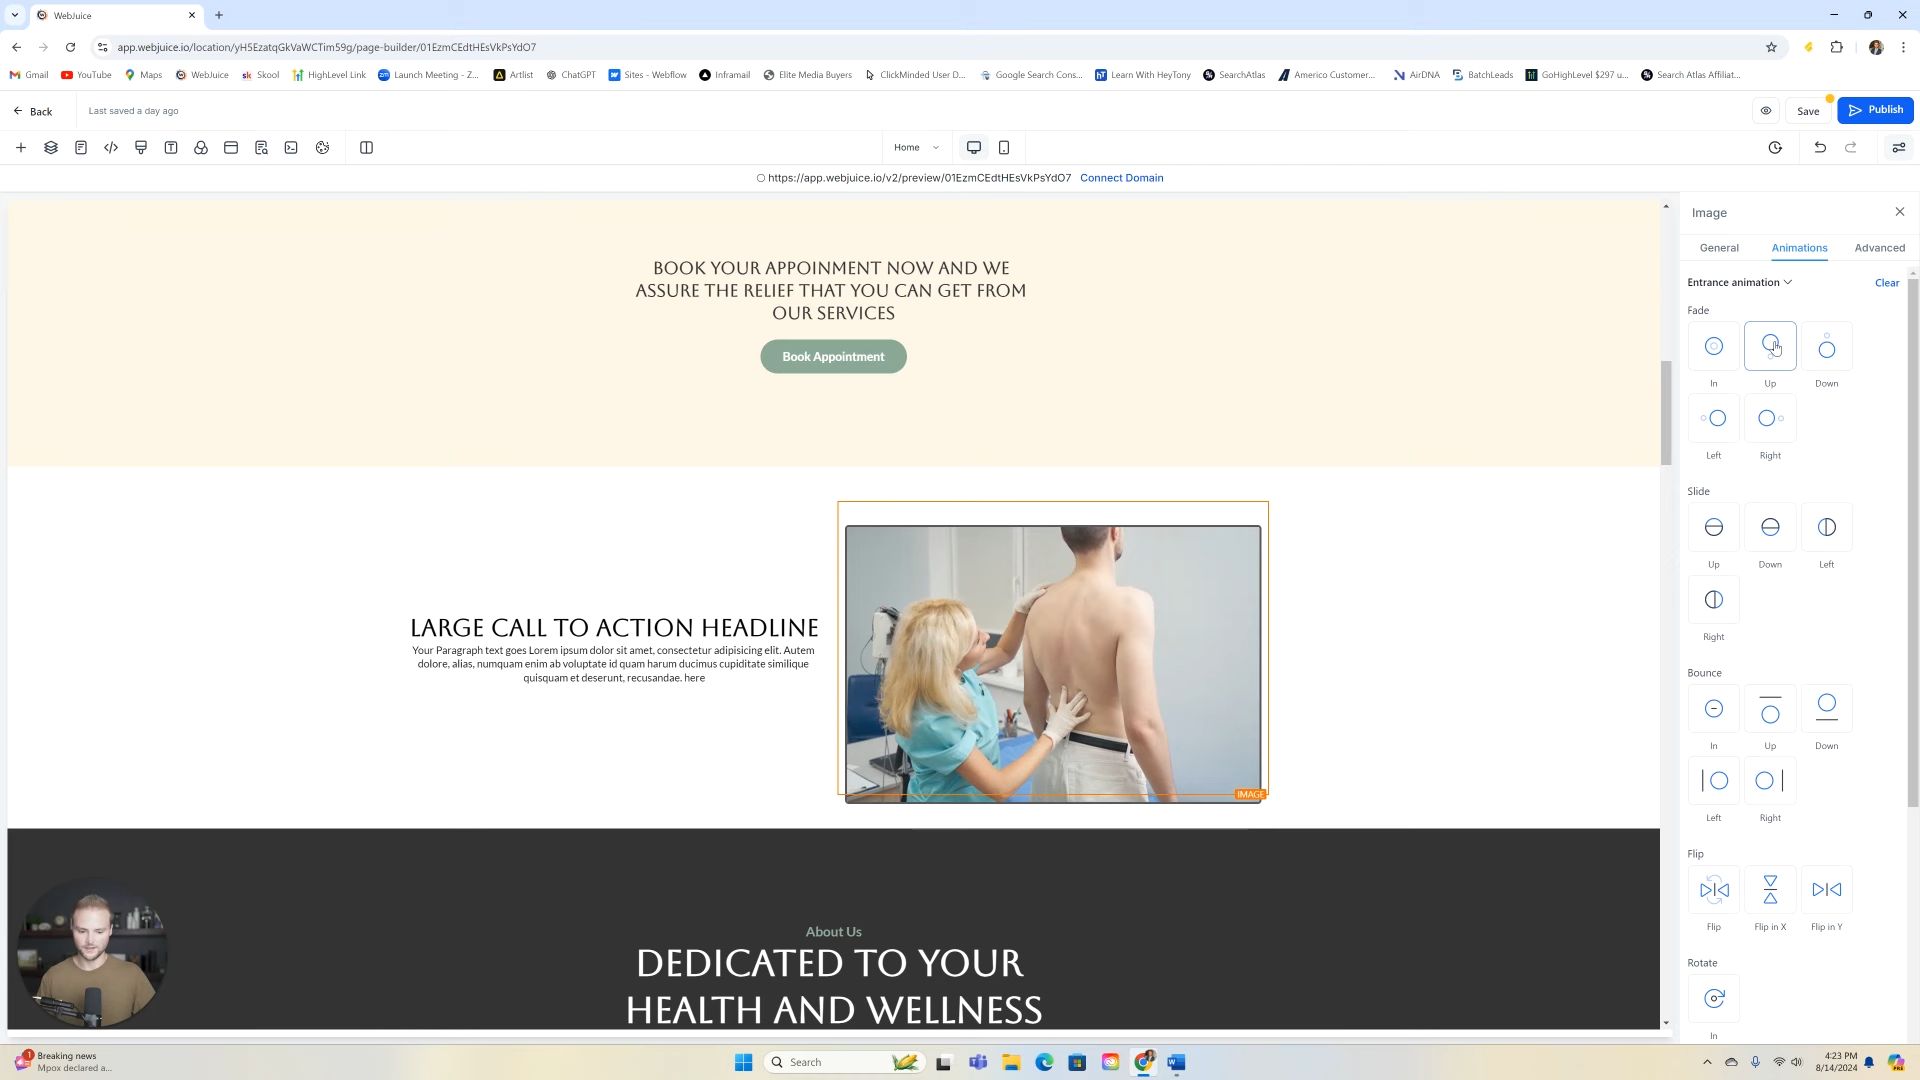 WebJuice
app.webjuice.io/location/yH5EzatqGkVaWCTim59g/page-builder/01EzmCEdtHEsVkPsYdO7
Gmail YouTube Maps WebJuice Skool HighLevel Link Launch Meeting - Z... Artlist ChatGPT Sites - Webflow Inframail Elite Media Buyers ClickMinded User D... Google Search Cons... Learn With HeyTony SearchAtlas Americo Customer... AirDNA BatchLeads GoHighLevel $297 u... Search Atlas Affiliat...
Back Last saved a day ago Save Publish
Home
https://app.webjuice.io/v2/preview/01EzmCEdtHEsVkPsYdO7 Connect Domain
BOOK YOUR APPOINMENT NOW AND WE
ASSURE THE RELIEF THAT YOU CAN GET FROM
OUR SERVICES
Book Appointment
LARGE CALL TO ACTION HEADLINE
Your Paragraph text goes Lorem ipsum dolor sit amet, consectetur adipisicing elit. Autem
dolore, alias, numquam enim ab voluptate id quam harum ducimus cupiditate similique
quisquam et deserunt, recusandae. here
IMAGE
About Us
DEDICATED TO YOUR
HEALTH AND WELLNESS
Image
General Animations Advanced
Entrance animation Clear
Fade
In Up Down
Left Right
Slide
Up Down Left
Right
Bounce
In Up Down
Left Right
Flip
Flip Flip in X Flip in Y
Rotate
In
1 Breaking news
Mpox declared a...
Search
4:23 PM
8/14/2024
PRE